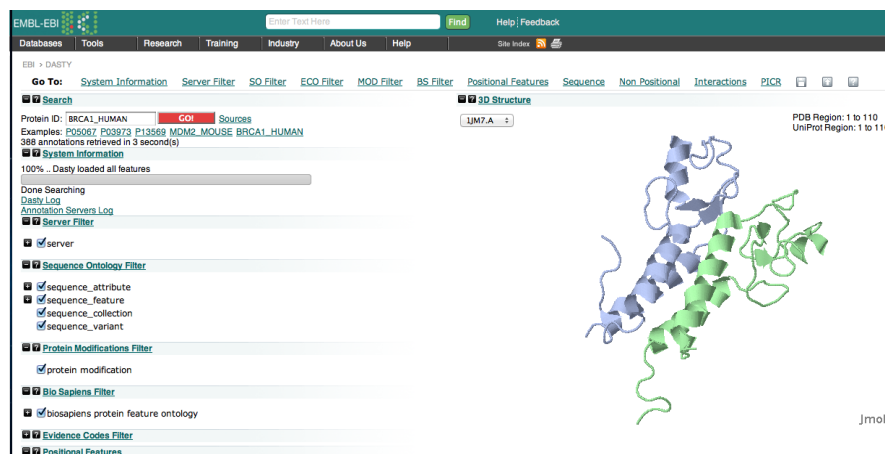 EMBL-EBI
Enter Text Here
Find
Help | Feedback
Databases Tools Research Training Industry About Us Help Site Index
EBI > DASTY
Go To: System Information Server Filter SO Filter ECO Filter MOD Filter BS Filter Positional Features Sequence Non Positional Interactions PICR
Search
Protein ID: BRCA1_HUMAN GO! Sources
Examples: P05067 P03973 P13569 MDM2_MOUSE BRCA1_HUMAN
388 annotations retrieved in 3 second(s)
System Information
100% .. Dasty loaded all features
Done Searching
Dasty Log
Annotation Servers Log
Server Filter
server
Sequence Ontology Filter
sequence_attribute
sequence_feature
sequence_collection
sequence_variant
Protein Modifications Filter
protein modification
Bio Sapiens Filter
biosapiens protein feature ontology
Evidence Codes Filter
Positional Features
3D Structure
1JM7.A
PDB Region: 1 to 110
UniProt Region: 1 to 110
Jmol